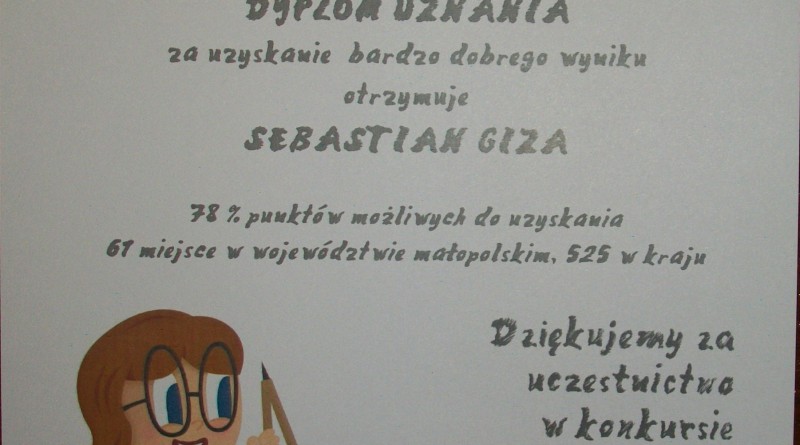 DYPLOM UZNANIA
za uzyskanie bardzo dobrego wyniku
otrzymuje
SEBASTIAN GIZA
78 % punktów możliwych do uzyskania
61 miejsce w województwie małopolskim, 525 w kraju
Dziękujemy za
uczestnictwo
w konkursie